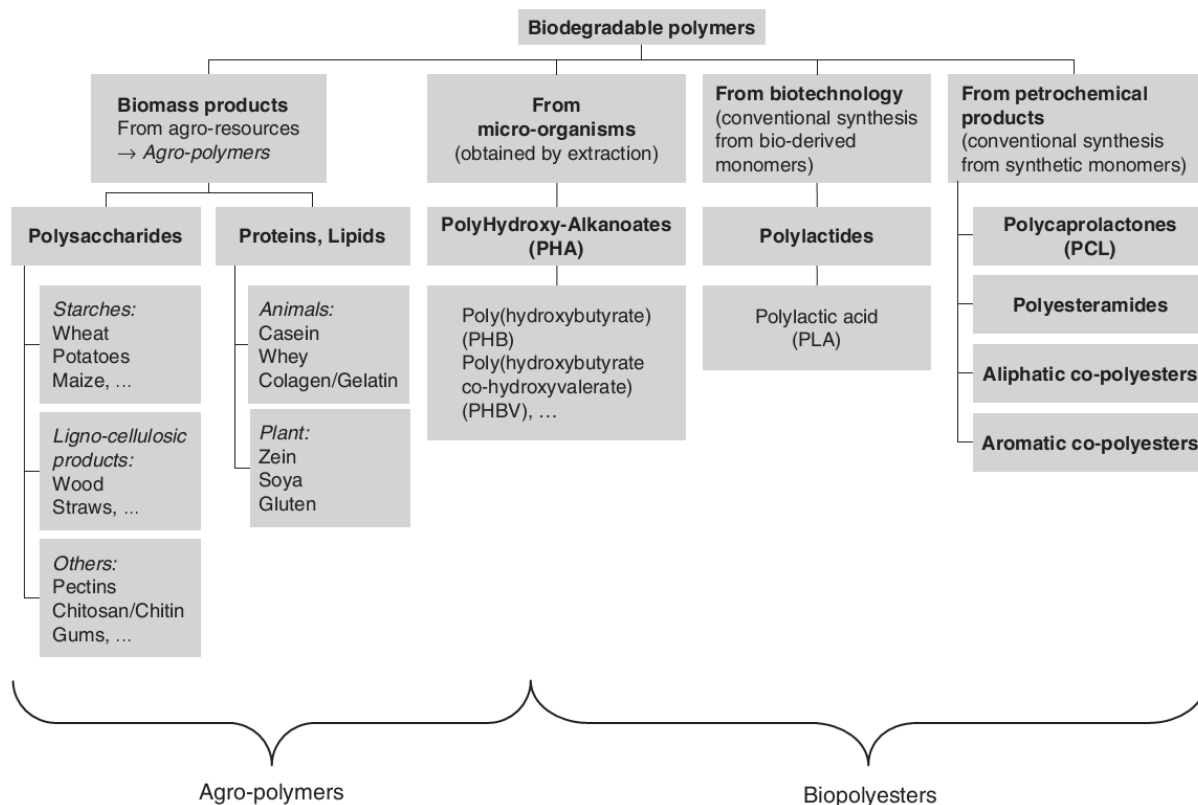 Biodegradable polymers
Biomass products
From agro-resources
→ Agro-polymers
From
micro-organisms
(obtained by extraction)
From biotechnology
(conventional synthesis
from bio-derived
monomers)
From petrochemical
products
(conventional synthesis
from synthetic monomers)
Polysaccharides
Proteins, Lipids
PolyHydroxy-Alkanoates
(PHA)
Polylactides
Polycaprolactones
(PCL)
Starches:
Wheat
Potatoes
Maize, ...
Animals:
Casein
Whey
Colagen/Gelatin
Poly(hydroxybutyrate)
(PHB)
Poly(hydroxybutyrate
co-hydroxyvalerate)
(PHBV), ...
Polylactic acid
(PLA)
Polyesteramides
Aliphatic co-polyesters
Aromatic co-polyesters
Ligno-cellulosic
products:
Wood
Straws, ...
Plant:
Zein
Soya
Gluten
Others:
Pectins
Chitosan/Chitin
Gums, ...
Agro-polymers
Biopolyesters